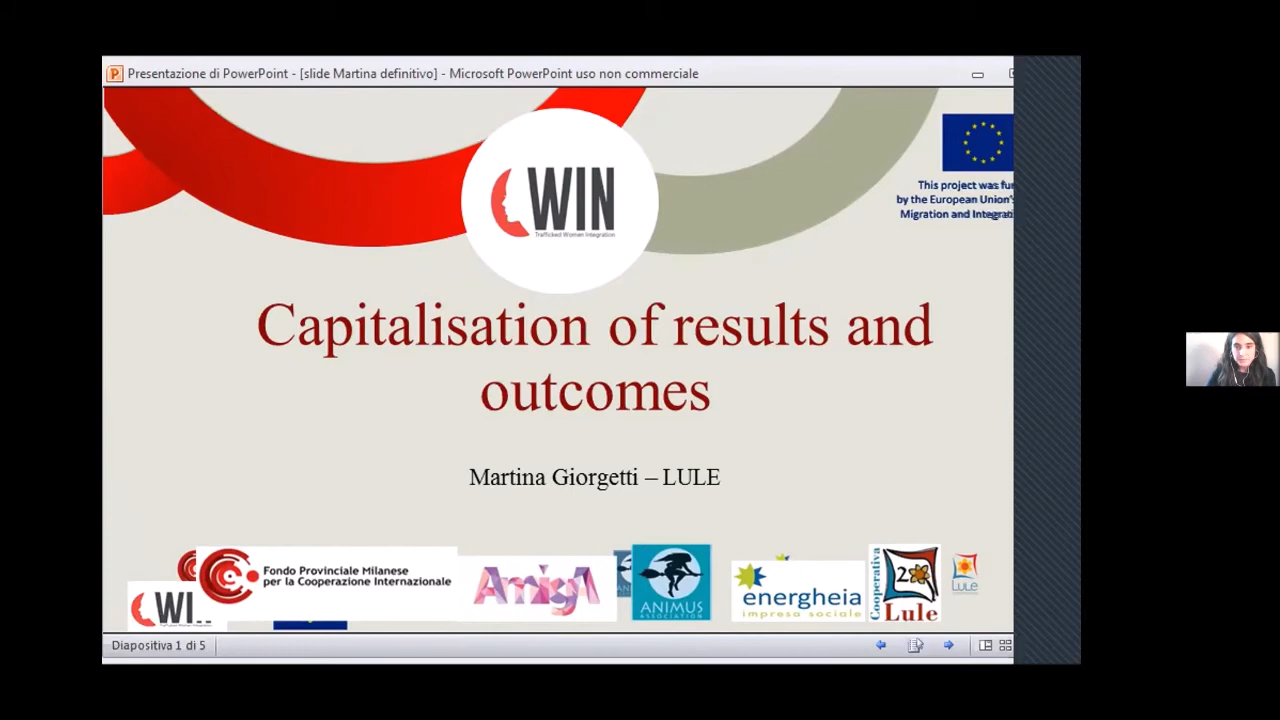 Presentazione di PowerPoint - [slide Martina definitivo] - Microsoft PowerPoint uso non commerciale
WIN
Trafficked Women Integration
This project was fu
by the European Union's
Migration and Integrat
Capitalisation of results and
outcomes
Martina Giorgetti – LULE
Fondo Provinciale Milanese
per la Cooperazione Internazionale
AmigA
ANIMUS
ASSOCIATION
energheia
impresa sociale
Cooperativa
Lule
LULE
WI
Diapositiva 1 di 5